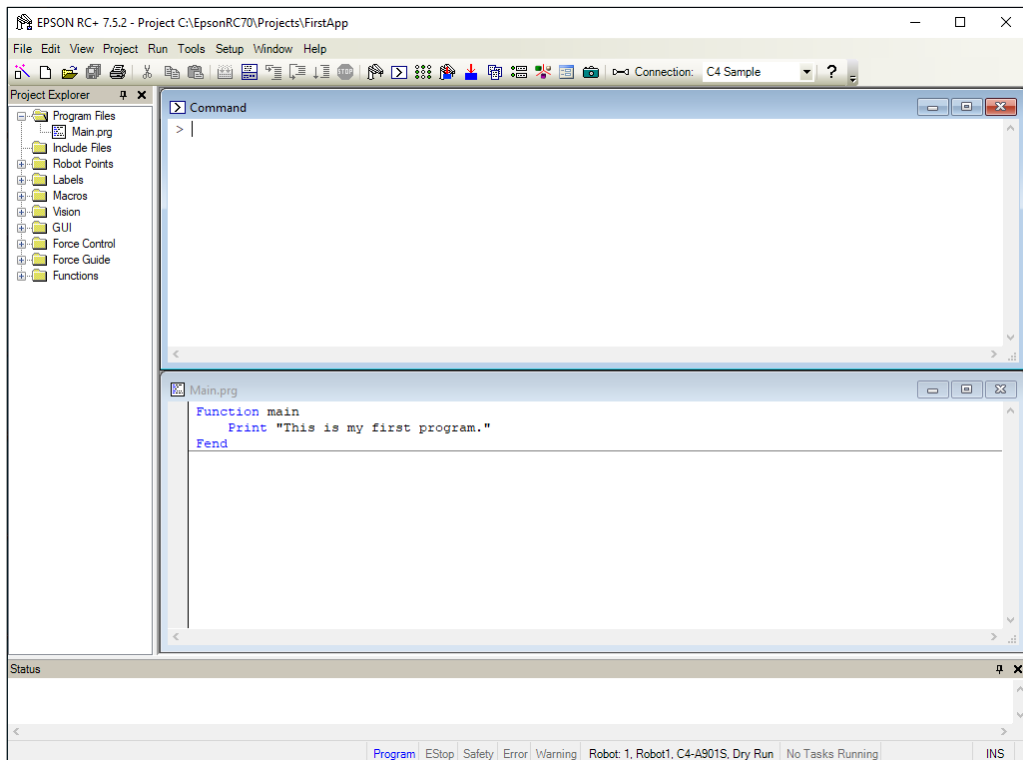 EPSON RC+ 7.5.2 - Project C:\EpsonRC70\Projects\FirstApp
File Edit View Project Run Tools Setup Window Help
Connection: C4 Sample
Project Explorer
Program Files
Main.prg
Include Files
Robot Points
Labels
Macros
Vision
GUI
Force Control
Force Guide
Functions
Command
>
Main.prg
Function main
Print "This is my first program."
Fend
Status
Program EStop Safety Error Warning Robot: 1, Robot1, C4-A901S, Dry Run No Tasks Running INS